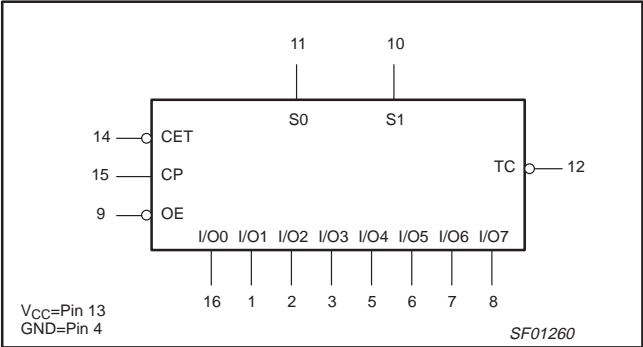 11 10
S0 S1
14 CET
15 CP
TC 12
9 OE
I/O0 I/O1 I/O2 I/O3 I/O4 I/O5 I/O6 I/O7
16 1 2 3 5 6 7 8
VCC=Pin 13
GND=Pin 4
SF01260